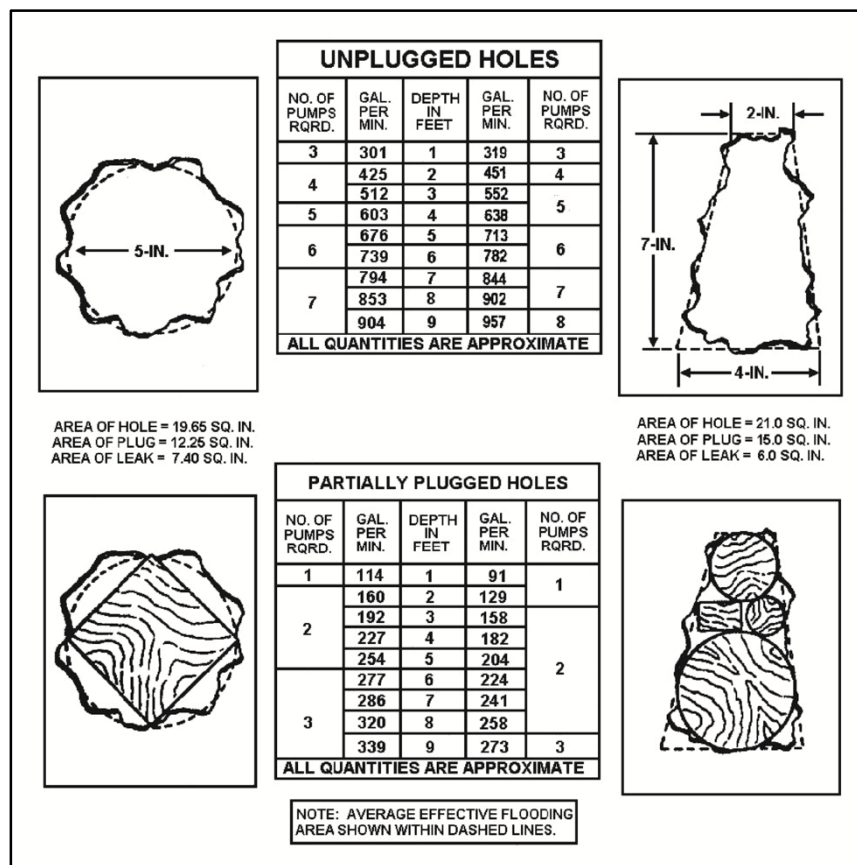 UNPLUGGED HOLES
NO. OF PUMPS RQRD. GAL. PER MIN. DEPTH IN FEET GAL. PER MIN. NO. OF PUMPS RQRD.
3 301 1 319 3
4 425 2 451 4
512 3 552 5
5 603 4 638
6 676 5 713 6
739 6 782
7 794 7 844 7
853 8 902
904 9 957 8
ALL QUANTITIES ARE APPROXIMATE
5-IN.
2-IN.
7-IN.
4-IN.
AREA OF HOLE = 19.65 SQ. IN.
AREA OF PLUG = 12.25 SQ. IN.
AREA OF LEAK = 7.40 SQ. IN.
AREA OF HOLE = 21.0 SQ. IN.
AREA OF PLUG = 15.0 SQ. IN.
AREA OF LEAK = 6.0 SQ. IN.
PARTIALLY PLUGGED HOLES
NO. OF PUMPS RQRD. GAL. PER MIN. DEPTH IN FEET GAL. PER MIN. NO. OF PUMPS RQRD.
1 114 1 91 1
2 160 2 129
192 3 158 2
227 4 182
254 5 204
3 277 6 224
286 7 241
320 8 258
339 9 273 3
ALL QUANTITIES ARE APPROXIMATE
NOTE: AVERAGE EFFECTIVE FLOODING
AREA SHOWN WITHIN DASHED LINES.